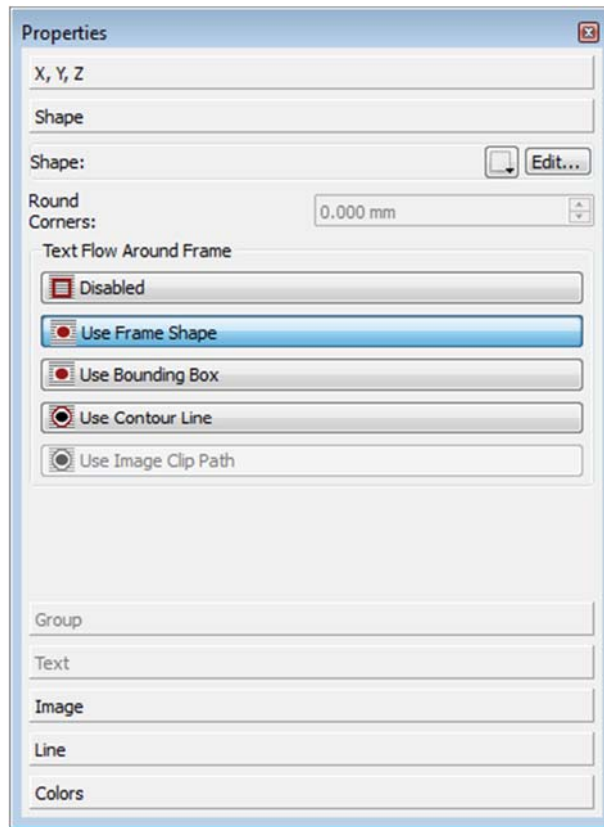 Properties
X, Y, Z
Shape
Shape:
Edit...
Round
Corners:
0.000 mm
Text Flow Around Frame
Disabled
Use Frame Shape
Use Bounding Box
Use Contour Line
Use Image Clip Path
Group
Text
Image
Line
Colors